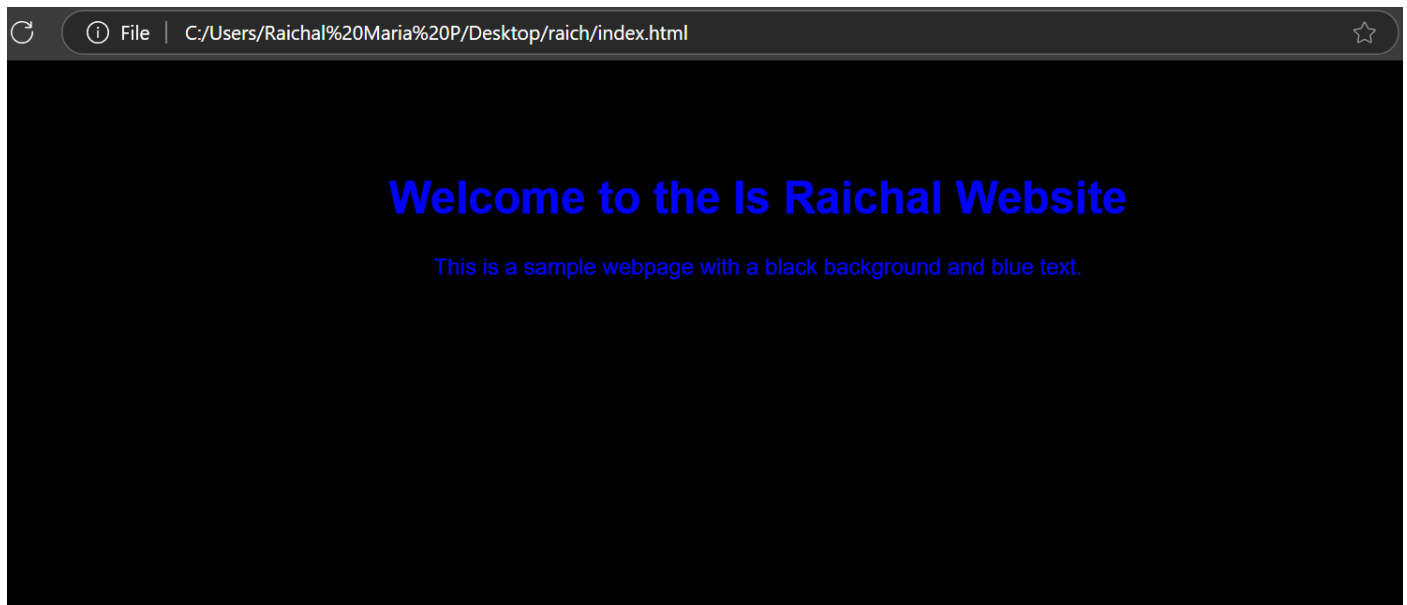 File C:/Users/Raichal%20Maria%20P/Desktop/raich/index.html
Welcome to the Is Raichal Website
This is a sample webpage with a black background and blue text.